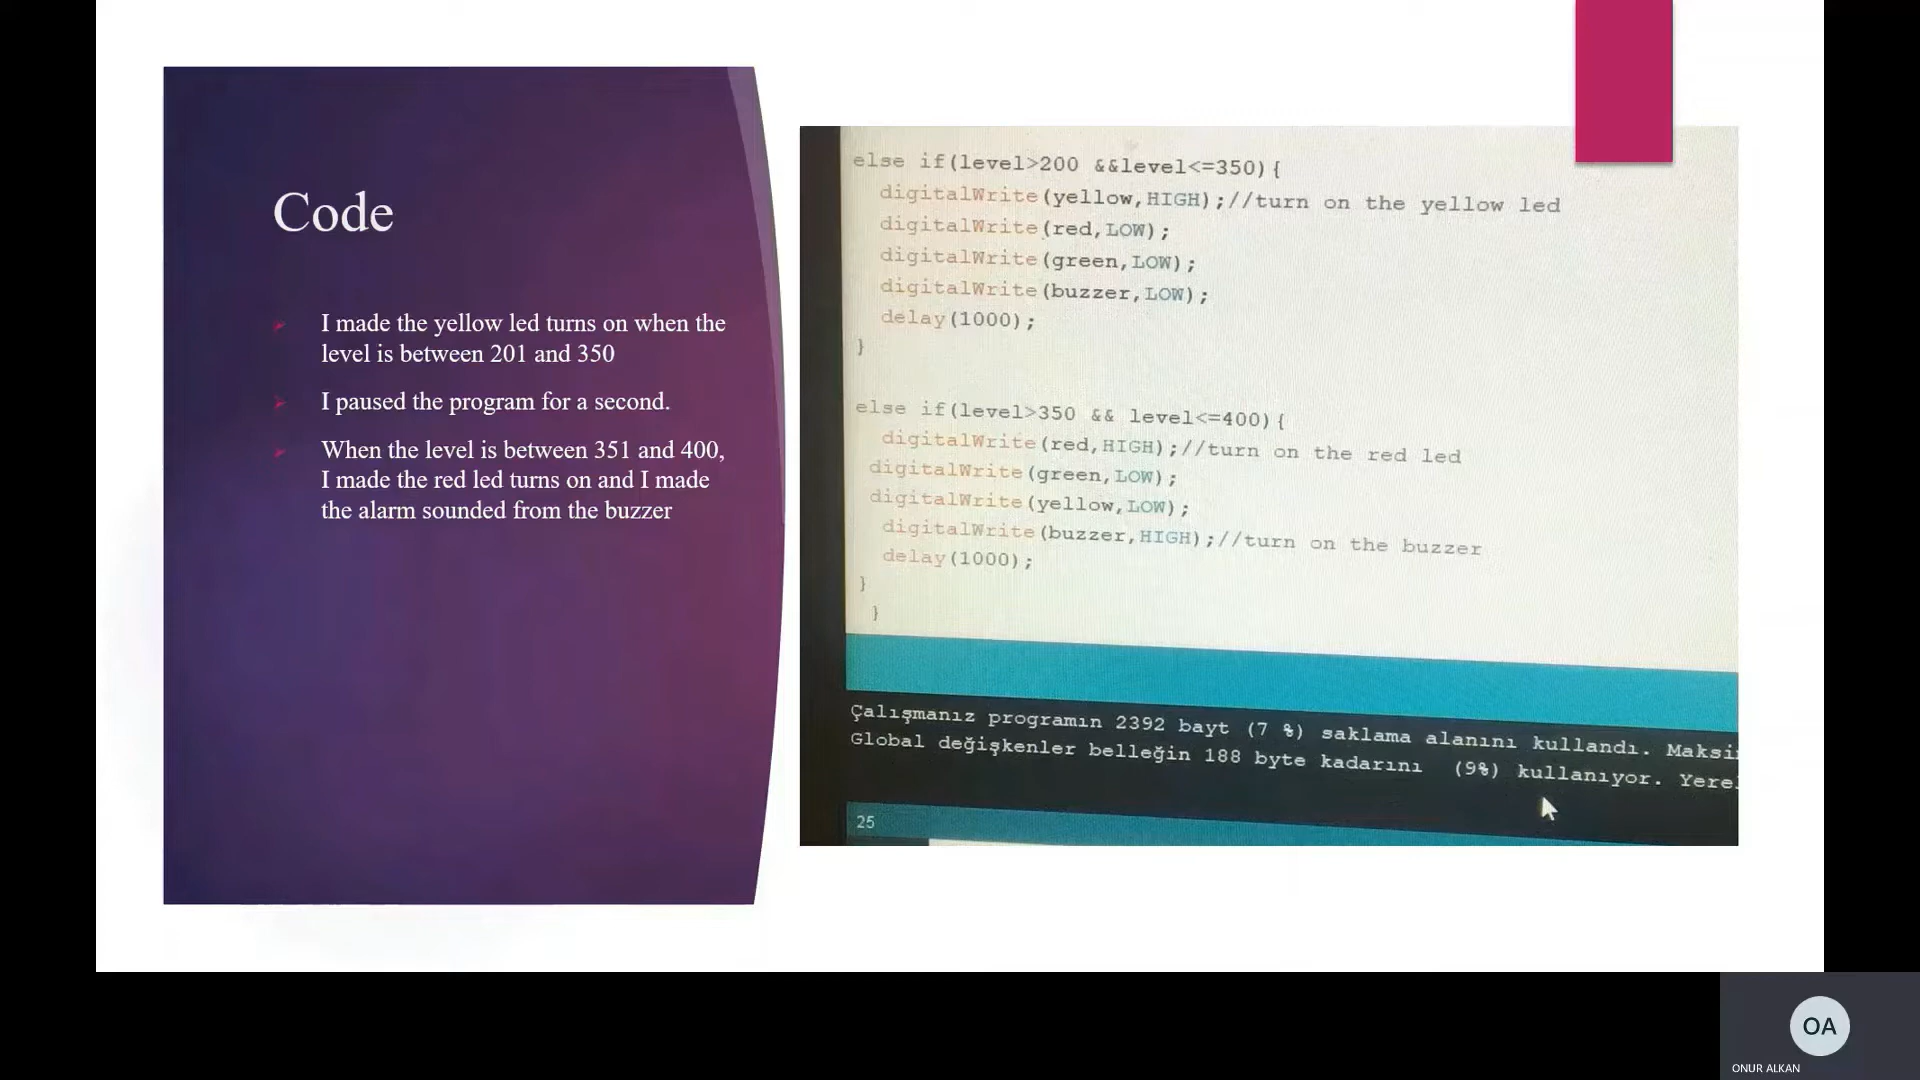 Code
I made the yellow led turns on when the
level is between 201 and 350
I paused the program for a second.
When the level is between 351 and 400,
I made the red led turns on and I made
the alarm sounded from the buzzer
else if(level>200 &&level<=350){
digitalWrite(yellow,HIGH);//turn on the yellow led
digitalWrite(red,LOW);
digitalWrite(green,LOW);
digitalWrite(buzzer,LOW);
delay(1000);
}
else if(level>350 && level<=400){
digitalWrite(red,HIGH);//turn on the red led
digitalWrite(green,LOW);
digitalWrite(yellow,LOW);
digitalWrite(buzzer,HIGH);//turn on the buzzer
delay(1000);
}
}
Çalışmanız programın 2392 bayt (7 %) saklama alanını kullandı.
Global değişkenler belleğin 188 byte kadarını (9%) kullanıyor.
25
OA
ONUR ALKAN